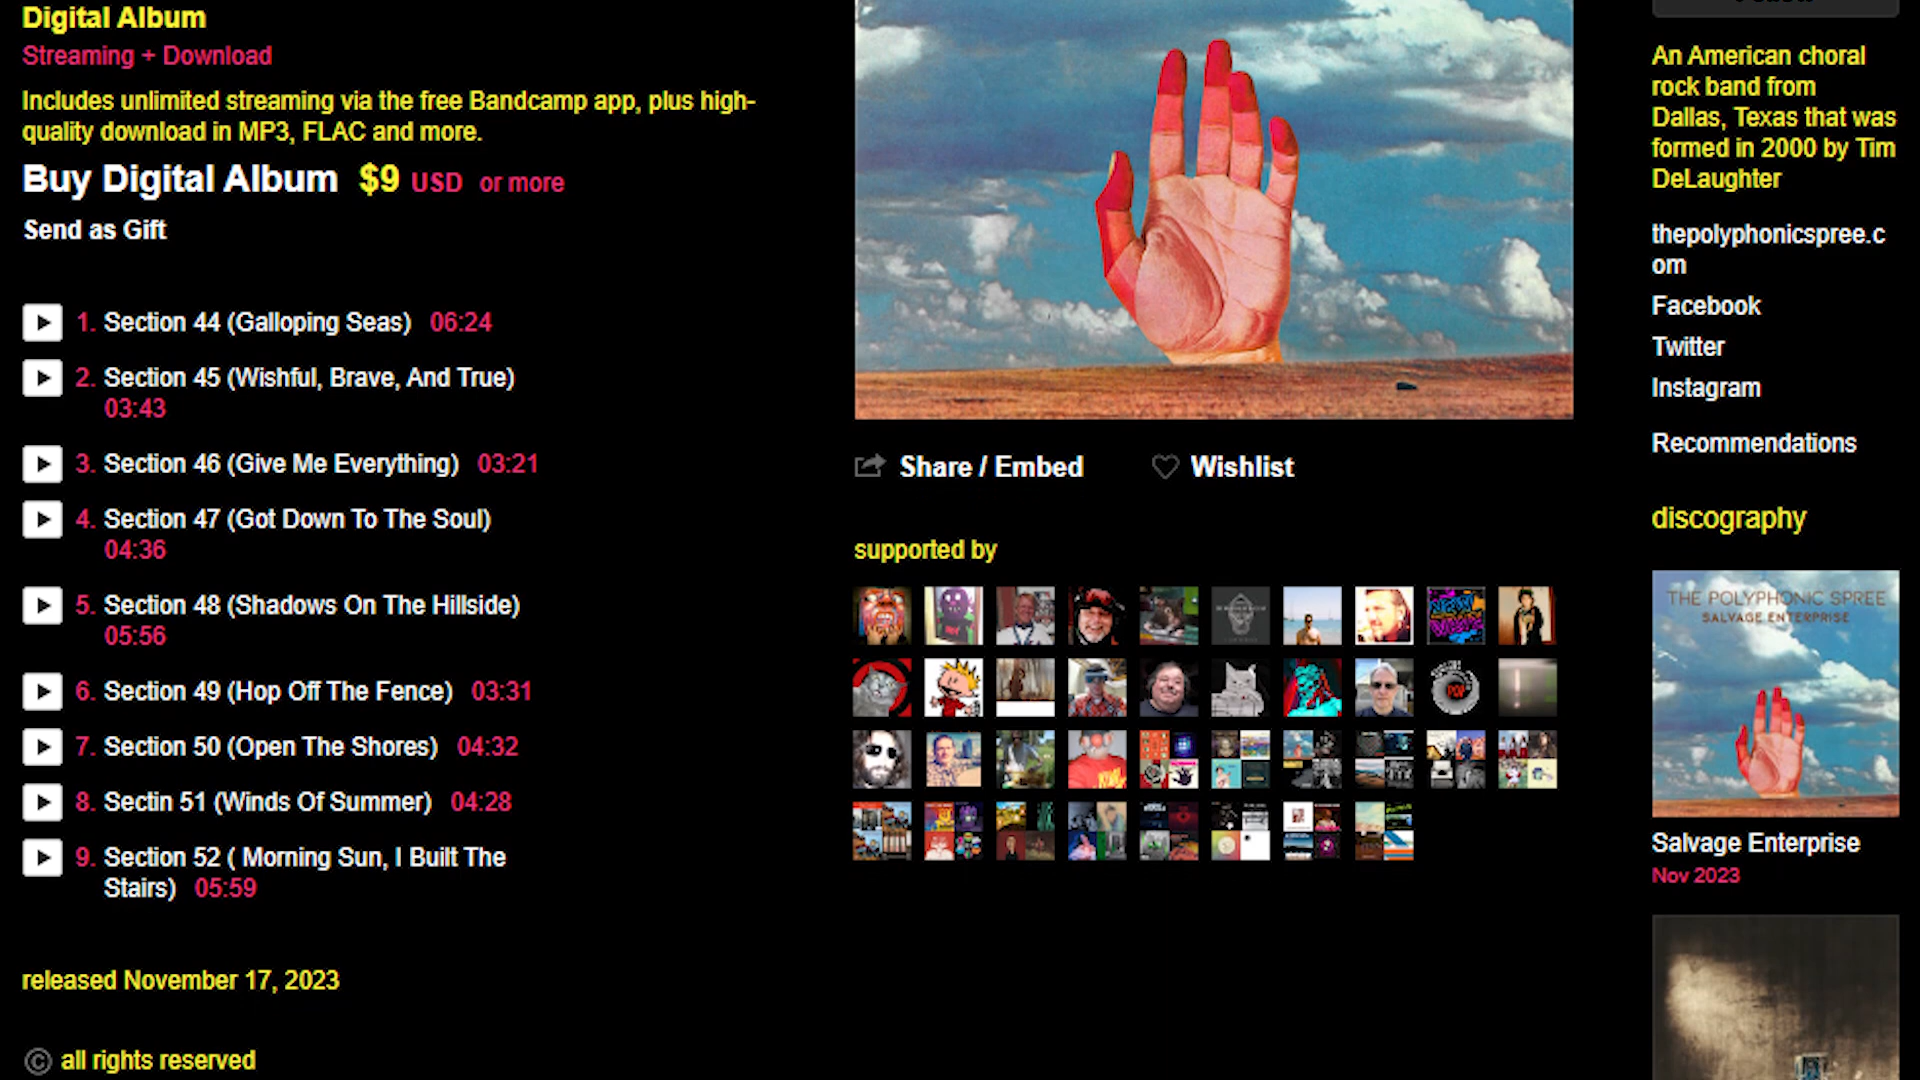 Digital Album
Streaming + Download
Includes unlimited streaming via the free Bandcamp app, plus high-
quality download in MP3, FLAC and more.
Buy Digital Album $9 USD or more
Send as Gift
1. Section 44 (Galloping Seas) 06:24
2. Section 45 (Wishful, Brave, And True)
03:43
3. Section 46 (Give Me Everything) 03:21
4. Section 47 (Got Down To The Soul)
04:36
5. Section 48 (Shadows On The Hillside)
05:56
6. Section 49 (Hop Off The Fence) 03:31
7. Section 50 (Open The Shores) 04:32
8. Sectin 51 (Winds Of Summer) 04:28
9. Section 52 ( Morning Sun, I Built The
Stairs) 05:59
released November 17, 2023
© all rights reserved
Share / Embed
Wishlist
supported by
POP
An American choral
rock band from
Dallas, Texas that was
formed in 2000 by Tim
DeLaughter
thepolyphonicspree.c
om
Facebook
Twitter
Instagram
Recommendations
discography
THE POLYPHONIC SPREE
SALVAGE ENTERPRISE
Salvage Enterprise
Nov 2023